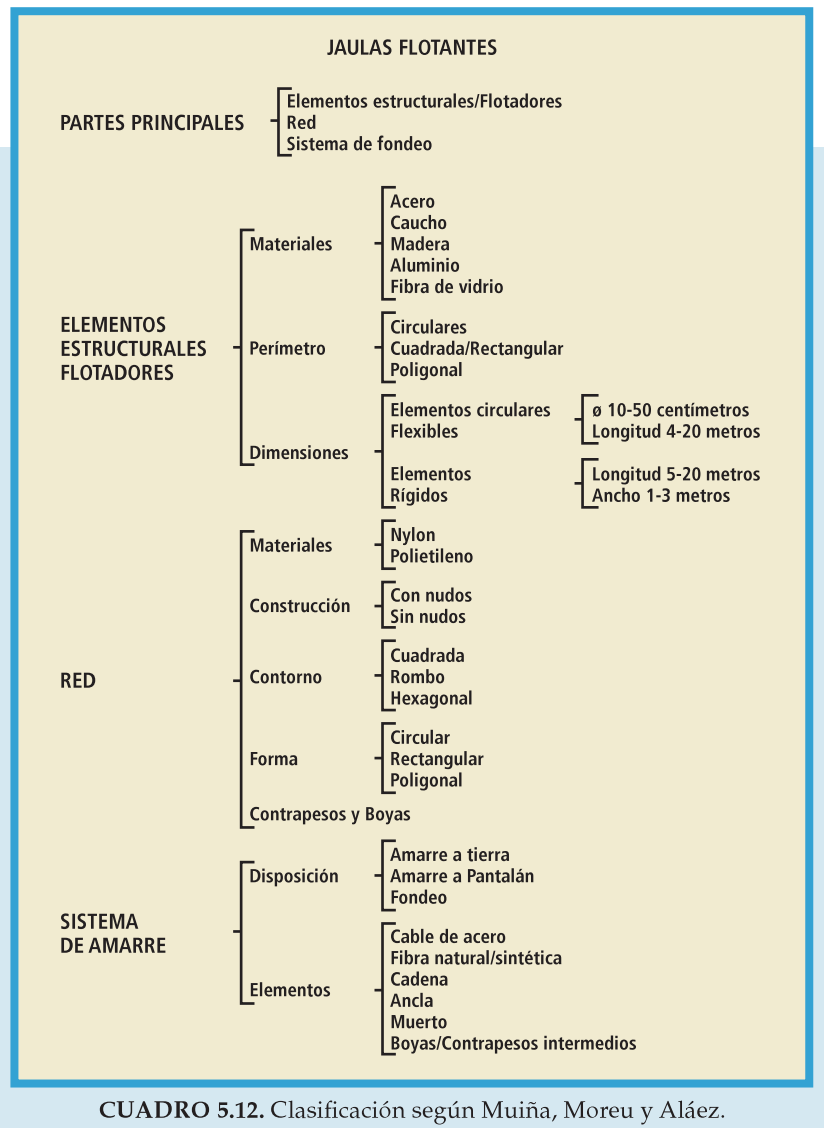 JAULAS FLOTANTES
PARTES PRINCIPALES
Elementos estructurales/Flotadores
Red
Sistema de fondeo
ELEMENTOS
ESTRUCTURALES
FLOTADORES
Materiales
Acero
Caucho
Madera
Aluminio
Fibra de vidrio
Perímetro
Circulares
Cuadrada/Rectangular
Poligonal
Dimensiones
Elementos circulares
Flexibles
ø 10-50 centímetros
Longitud 4-20 metros
Elementos
Rígidos
Longitud 5-20 metros
Ancho 1-3 metros
RED
Materiales
Nylon
Polietileno
Construcción
Con nudos
Sin nudos
Contorno
Cuadrada
Rombo
Hexagonal
Forma
Circular
Rectangular
Poligonal
Contrapesos y Boyas
SISTEMA
DE AMARRE
Disposición
Amarre a tierra
Amarre a Pantalán
Fondeo
Elementos
Cable de acero
Fibra natural/sintética
Cadena
Ancla
Muerto
Boyas/Contrapesos intermedios
CUADRO 5.12. Clasificación según Muiña, Moreu y Aláez.